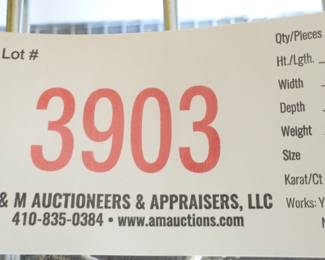 Lot #
3903
& M AUCTIONEERS & APPRAISERS, LLC
410-835-0384 • www.amauctions.com
Qty/Pieces
Ht./Lgth.
Width
Depth
Weight
Size
Karat/Ct
Works: Y
N